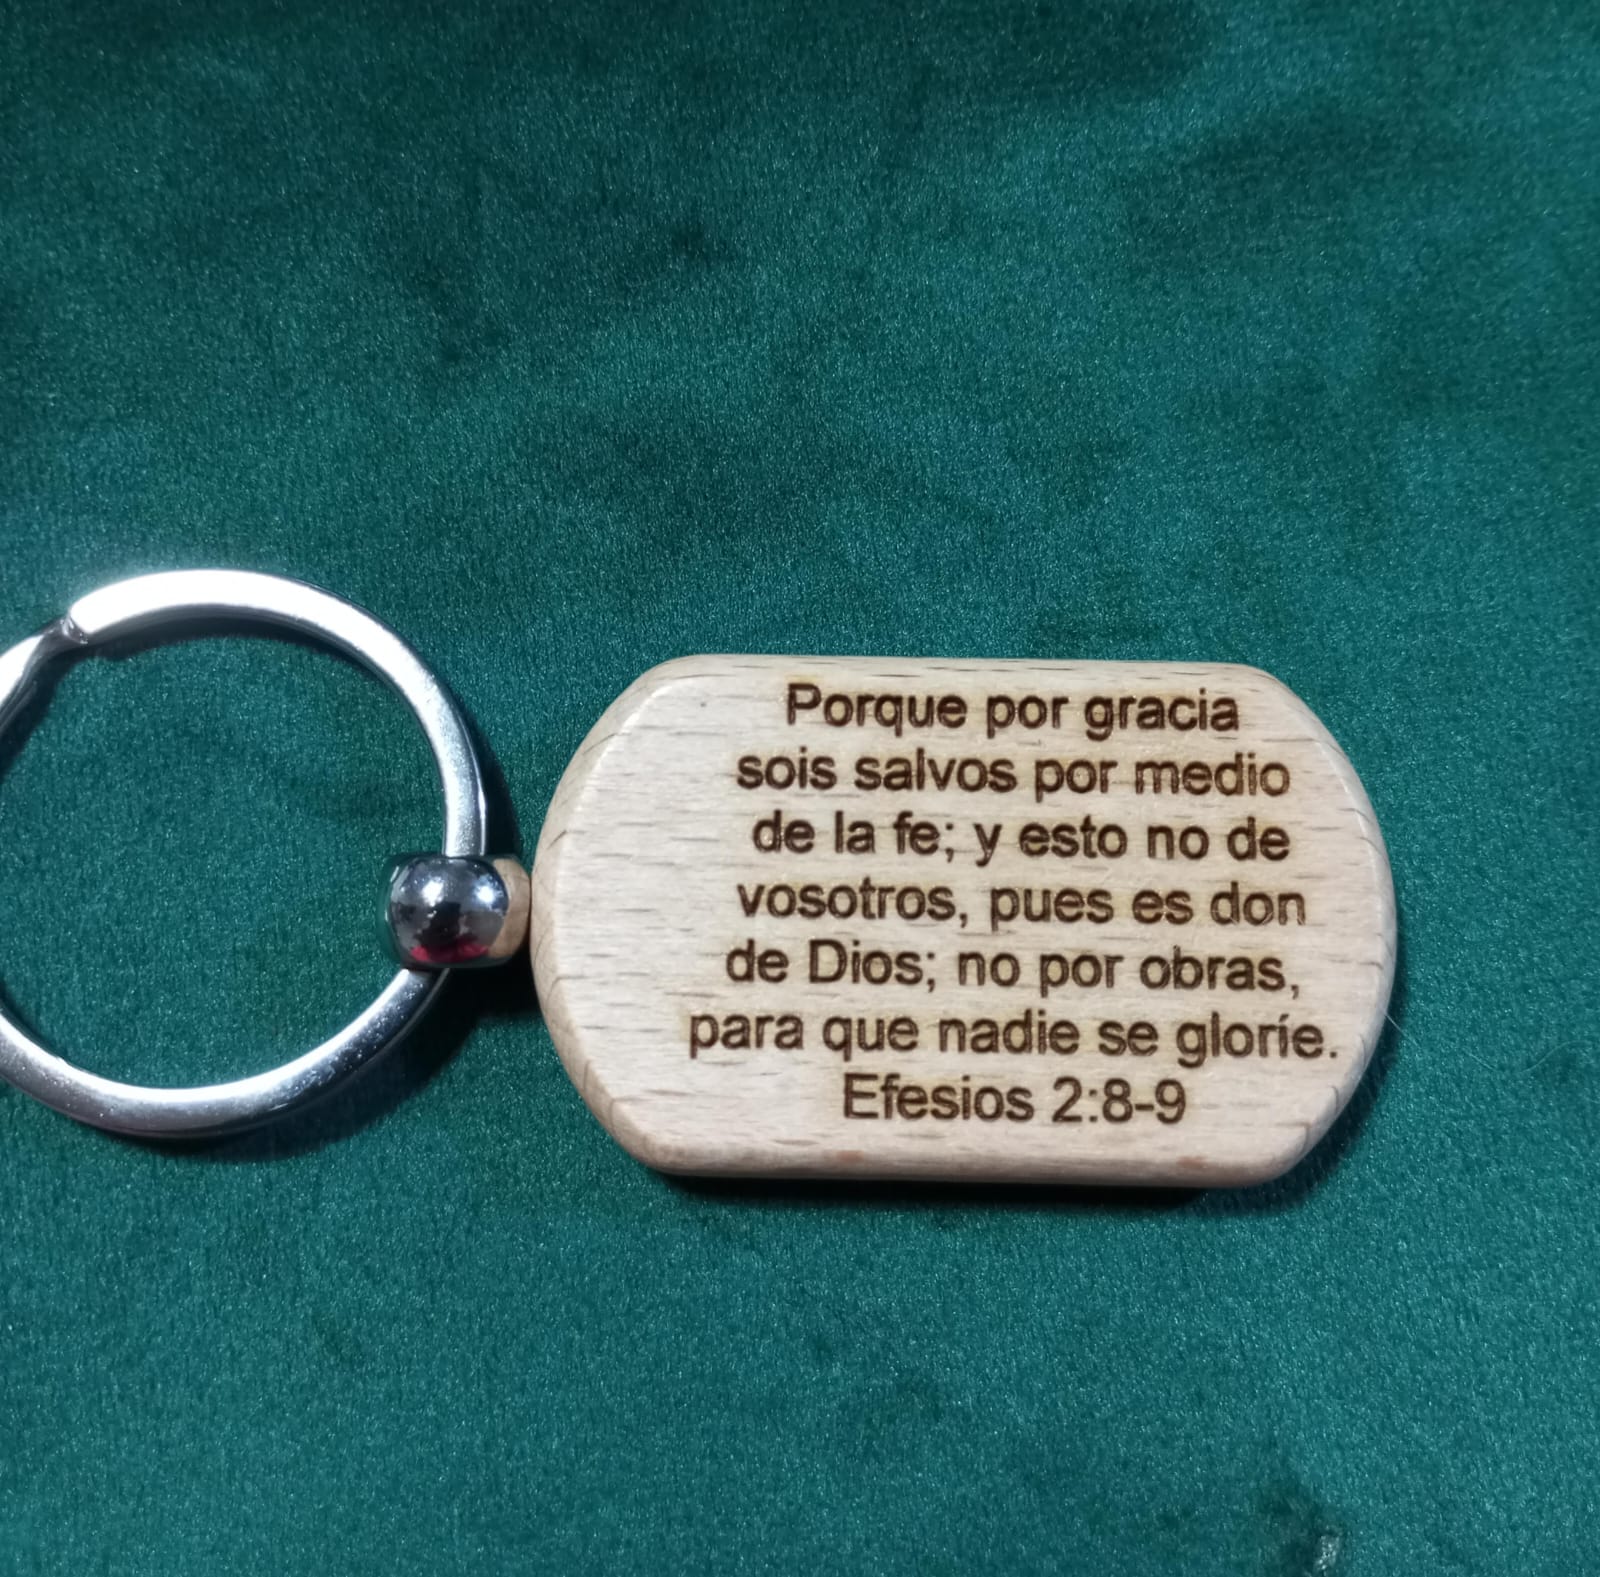 Porque por gracia
sois salvos por medio
de la fe; y esto no de
vosotros, pues es don
de Dios; no por obras,
para que nadie se gloríe.
Efesios 2:8-9